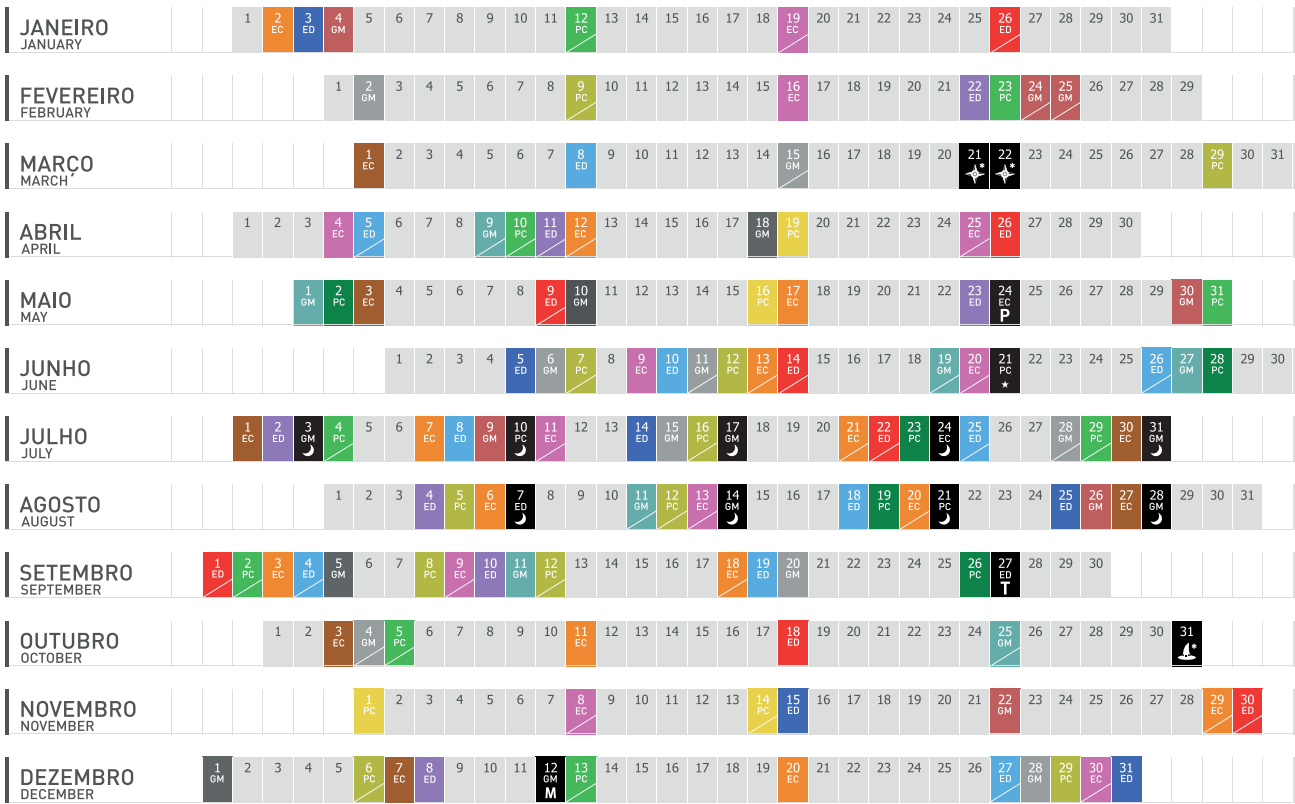 JANEIRO
JANUARY
1 2 3 4 5 6 7 8 9 10 11 12 13 14 15 16 17 18 19 20 21 22 23 24 25 26 27 28 29 30 31
EC ED GM PC EC ED
FEVEREIRO
FEBRUARY
1 2 3 4 5 6 7 8 9 10 11 12 13 14 15 16 17 18 19 20 21 22 23 24 25 26 27 28 29
GM PC EC ED PC GM GM
MARÇO
MARCH
1 2 3 4 5 6 7 8 9 10 11 12 13 14 15 16 17 18 19 20 21 22 23 24 25 26 27 28 29 30 31
EC ED GM * * PC
ABRIL
APRIL
1 2 3 4 5 6 7 8 9 10 11 12 13 14 15 16 17 18 19 20 21 22 23 24 25 26 27 28 29 30
EC ED GM PC ED EC GM PC EC ED
MAIO
MAY
1 2 3 4 5 6 7 8 9 10 11 12 13 14 15 16 17 18 19 20 21 22 23 24 25 26 27 28 29 30 31
GM PC EC ED GM PC EC ED EC GM PC
P
JUNHO
JUNE
1 2 3 4 5 6 7 8 9 10 11 12 13 14 15 16 17 18 19 20 21 22 23 24 25 26 27 28 29 30
ED GM PC EC ED GM PC EC ED GM EC PC ED GM PC
JULHO
JULY
1 2 3 4 5 6 7 8 9 10 11 12 13 14 15 16 17 18 19 20 21 22 23 24 25 26 27 28 29 30 31
EC ED GM PC EC ED GM PC EC ED GM PC GM EC ED PC EC ED GM PC EC GM
AGOSTO
AUGUST
1 2 3 4 5 6 7 8 9 10 11 12 13 14 15 16 17 18 19 20 21 22 23 24 25 26 27 28 29 30 31
ED PC EC ED GM PC EC GM ED PC EC PC ED GM EC GM
SETEMBRO
SEPTEMBER
1 2 3 4 5 6 7 8 9 10 11 12 13 14 15 16 17 18 19 20 21 22 23 24 25 26 27 28 29 30
ED PC EC ED GM PC EC ED GM PC EC ED GM PC ED
T
OUTUBRO
OCTOBER
1 2 3 4 5 6 7 8 9 10 11 12 13 14 15 16 17 18 19 20 21 22 23 24 25 26 27 28 29 30 31
EC GM PC EC ED GM *
NOVEMBRO
NOVEMBER
1 2 3 4 5 6 7 8 9 10 11 12 13 14 15 16 17 18 19 20 21 22 23 24 25 26 27 28 29 30
PC EC PC ED GM EC ED
DEZEMBRO
DECEMBER
1 2 3 4 5 6 7 8 9 10 11 12 13 14 15 16 17 18 19 20 21 22 23 24 25 26 27 28 29 30 31
GM PC EC ED GM PC EC ED GM PC EC ED
M